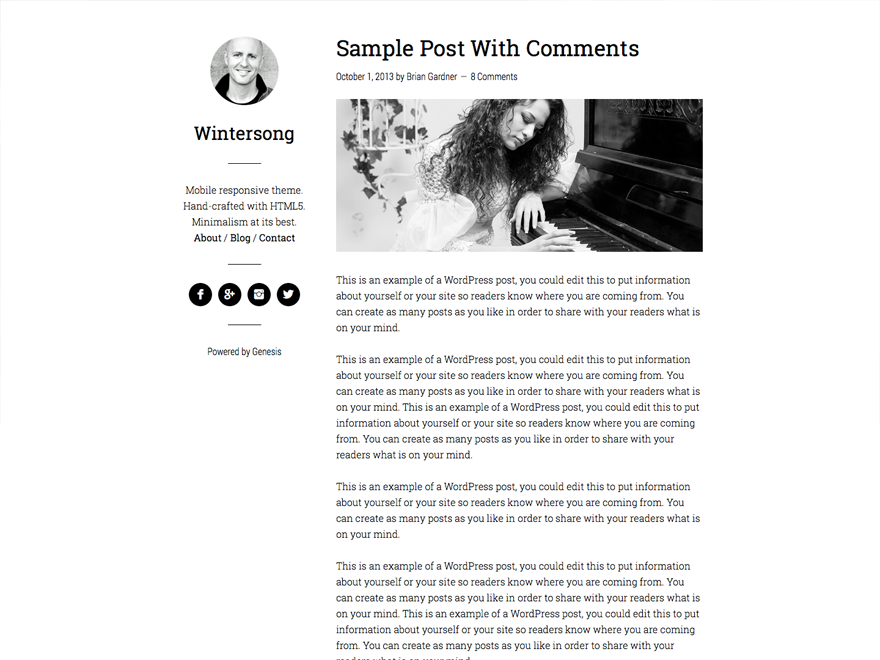 Wintersong
Mobile responsive theme.
Hand-crafted with HTML5.
Minimalism at its best.
About / Blog / Contact
Powered by Genesis
Sample Post With Comments
October 1, 2013 by Brian Gardner — 8 Comments
This is an example of a WordPress post, you could edit this to put information
about yourself or your site so readers know where you are coming from. You
can create as many posts as you like in order to share with your readers what is
on your mind.
This is an example of a WordPress post, you could edit this to put information
about yourself or your site so readers know where you are coming from. You
can create as many posts as you like in order to share with your readers what is
on your mind. This is an example of a WordPress post, you could edit this to put
information about yourself or your site so readers know where you are coming
from. You can create as many posts as you like in order to share with your
readers what is on your mind.
This is an example of a WordPress post, you could edit this to put information
about yourself or your site so readers know where you are coming from. You
can create as many posts as you like in order to share with your readers what is
on your mind.
This is an example of a WordPress post, you could edit this to put information
about yourself or your site so readers know where you are coming from. You
can create as many posts as you like in order to share with your readers what is
on your mind. This is an example of a WordPress post, you could edit this to put
information about yourself or your site so readers know where you are coming
from. You can create as many posts as you like in order to share with your
readers what is on your mind.